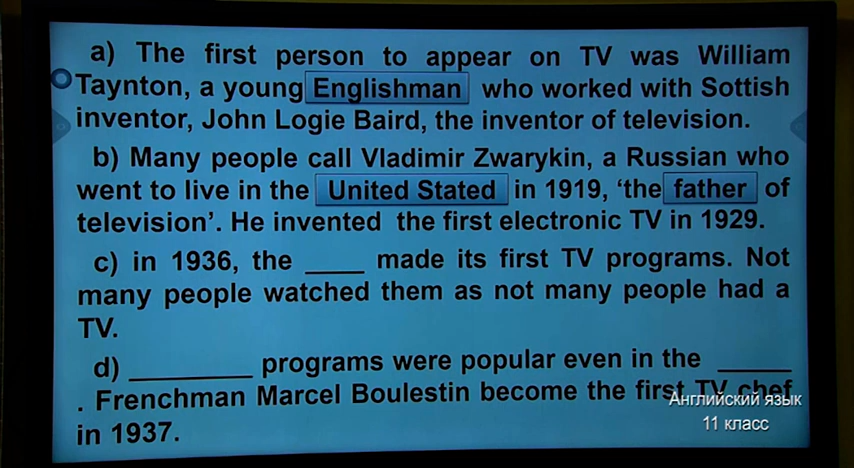 a) The first person to appear on TV was William
Taynton, a young Englishman who worked with Sottish
inventor, John Logie Baird, the inventor of television.
b) Many people call Vladimir Zwarykin, a Russian who
went to live in the United Stated in 1919, ‘the father of
television’. He invented the first electronic TV in 1929.
c) in 1936, the ____ made its first TV programs. Not
many people watched them as not many people had a
TV.
d) _________ programs were popular even in the _____
. Frenchman Marcel Boulestin become the first TV chef
in 1937.
Английский язык
11 класс